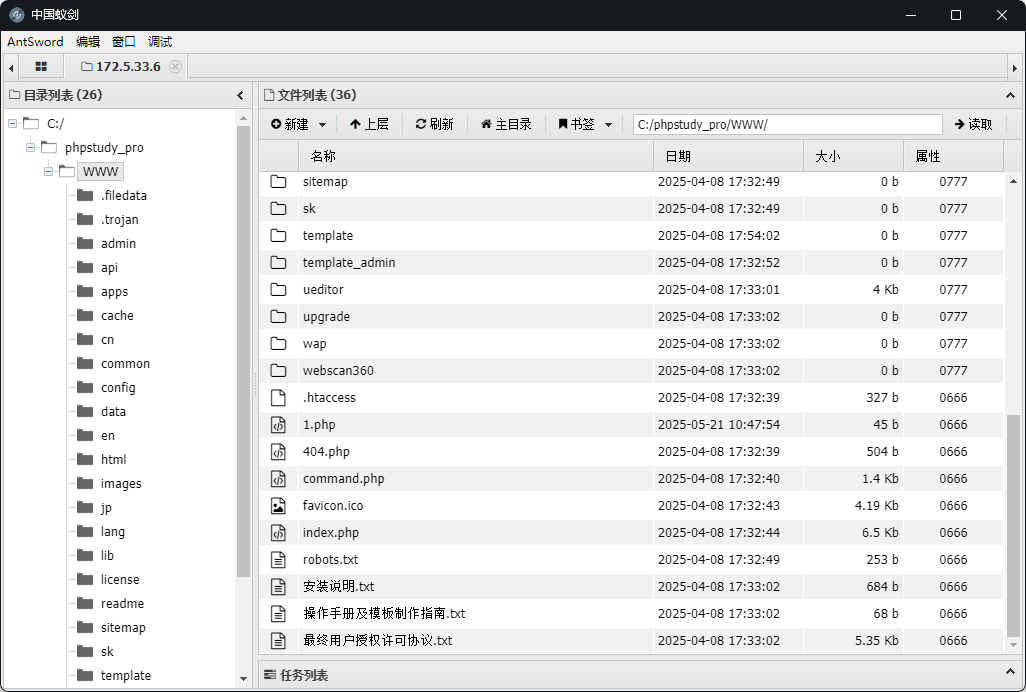 中国蚁剑
AntSword 编辑 窗口 调试
172.5.33.6
目录列表 (26)
C:/
phpstudy_pro
WWW
.filedata
.trojan
admin
api
apps
cache
cn
common
config
data
en
html
images
jp
lang
lib
license
readme
sitemap
sk
template
文件列表 (36)
新建 上层 刷新 主目录 书签 C:/phpstudy_pro/WWW/ 读取
名称 日期 大小 属性
sitemap 2025-04-08 17:32:49 0 b 0777
sk 2025-04-08 17:32:49 0 b 0777
template 2025-04-08 17:54:02 0 b 0777
template_admin 2025-04-08 17:32:52 0 b 0777
ueditor 2025-04-08 17:33:01 4 Kb 0777
upgrade 2025-04-08 17:33:02 0 b 0777
wap 2025-04-08 17:33:02 0 b 0777
webscan360 2025-04-08 17:33:02 0 b 0777
.htaccess 2025-04-08 17:32:39 327 b 0666
1.php 2025-05-21 10:47:54 45 b 0666
404.php 2025-04-08 17:32:39 504 b 0666
command.php 2025-04-08 17:32:40 1.4 Kb 0666
favicon.ico 2025-04-08 17:32:43 4.19 Kb 0666
index.php 2025-04-08 17:32:44 6.5 Kb 0666
robots.txt 2025-04-08 17:32:49 253 b 0666
安装说明.txt 2025-04-08 17:33:02 684 b 0666
操作手册及模板制作指南.txt 2025-04-08 17:33:02 68 b 0666
最终用户授权许可协议.txt 2025-04-08 17:33:02 5.35 Kb 0666
任务列表